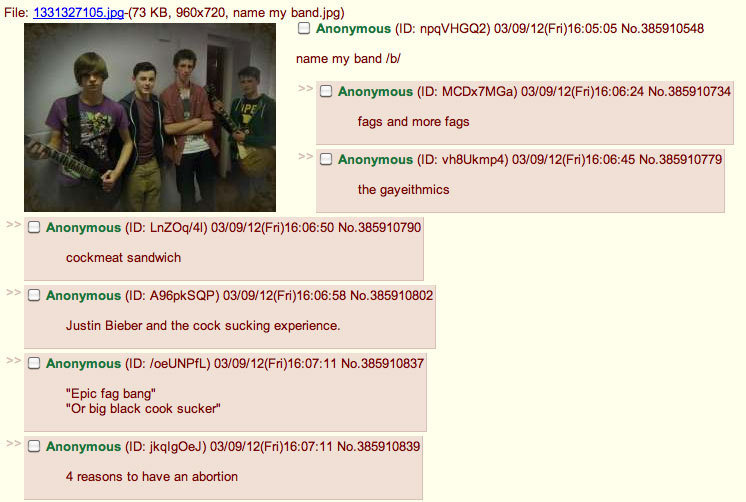 File: 1331327105.jpg-(73 KB, 960x720, name my band.jpg)
Anonymous (ID: npqVHGQ2) 03/09/12(Fri)16:05:05 No.385910548
name my band /b/
>> Anonymous (ID: MCDx7MGa) 03/09/12(Fri)16:06:24 No.385910734
fags and more fags
>> Anonymous (ID: vh8Ukmp4) 03/09/12(Fri)16:06:45 No.385910779
the gayeithmics
>> Anonymous (ID: LnZOq/4l) 03/09/12(Fri)16:06:50 No.385910790
cockmeat sandwich
>> Anonymous (ID: A96pkSQP) 03/09/12(Fri)16:06:58 No.385910802
Justin Bieber and the cock sucking experience.
>> Anonymous (ID: /oeUNPfL) 03/09/12(Fri)16:07:11 No.385910837
"Epic fag bang"
"Or big black cook sucker"
>> Anonymous (ID: jkqIgOeJ) 03/09/12(Fri)16:07:11 No.385910839
4 reasons to have an abortion